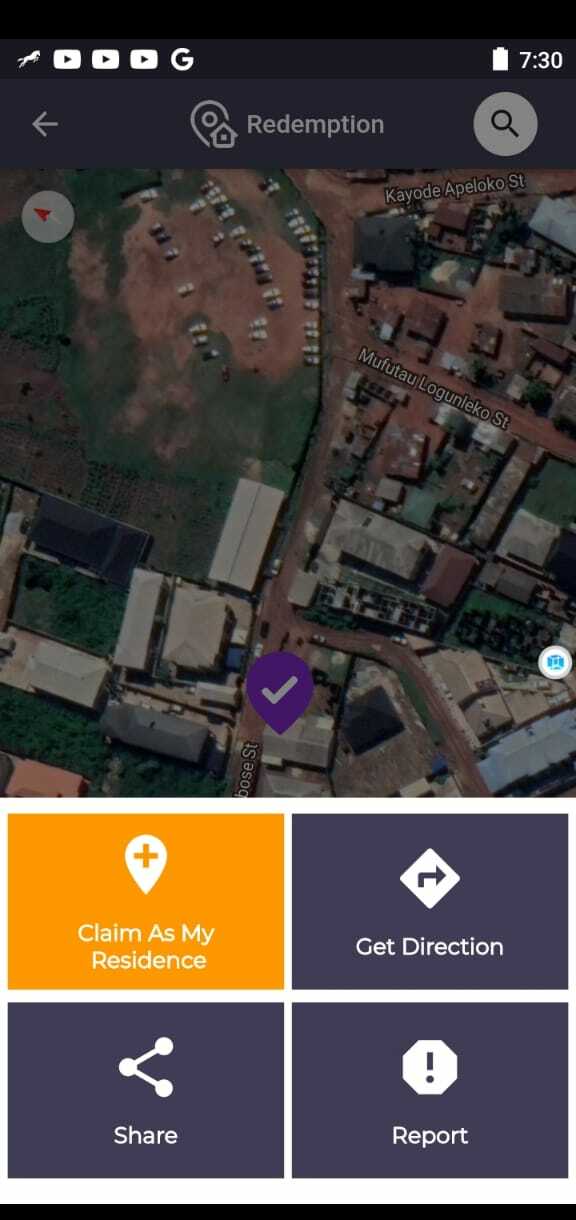 7:30
Redemption
Kayode Apeloko St
Mufutau Logunleko St
bose St
Claim As My
Residence
Get Direction
Share
Report